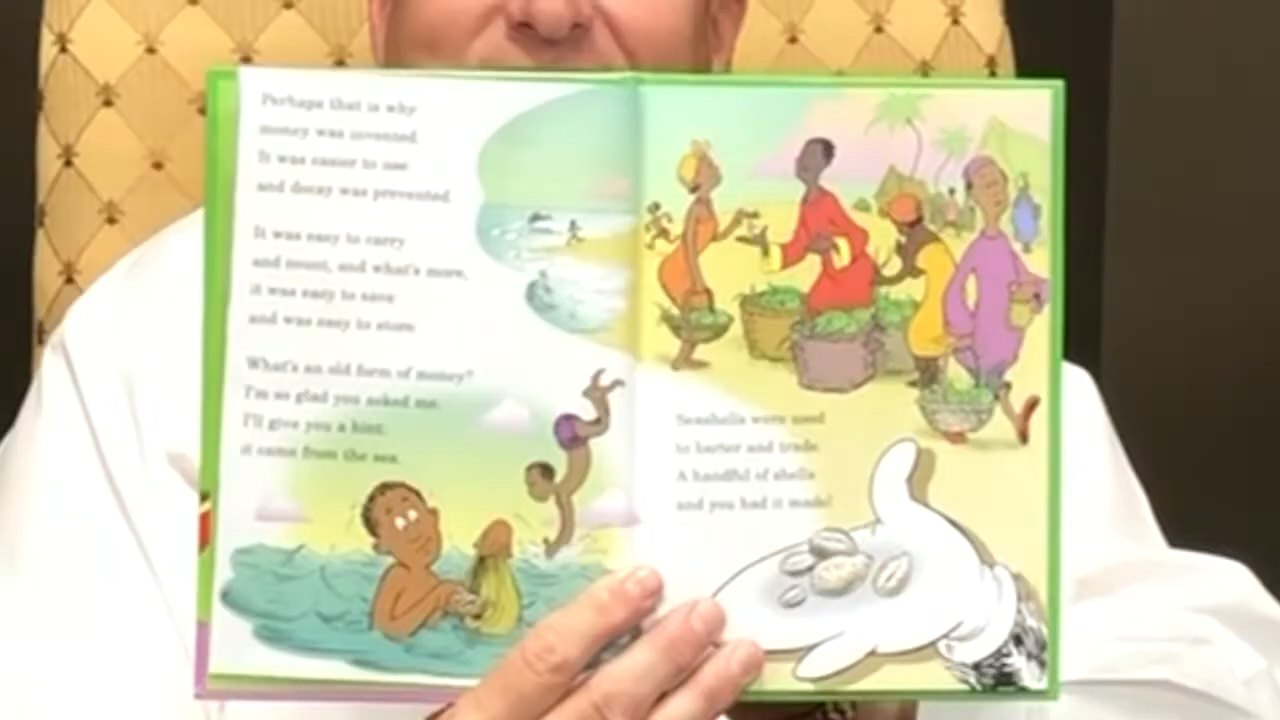 Perhaps that is why
money was invented.
It was easier to use
and decay was prevented.
It was easy to carry
and count, and what's more,
it was easy to save
and was easy to store.
What's an old form of money?
I'm so glad you asked me.
I'll give you a hint:
it came from the sea.
Seashells were used
to barter and trade.
A handful of shells
and you had it made!